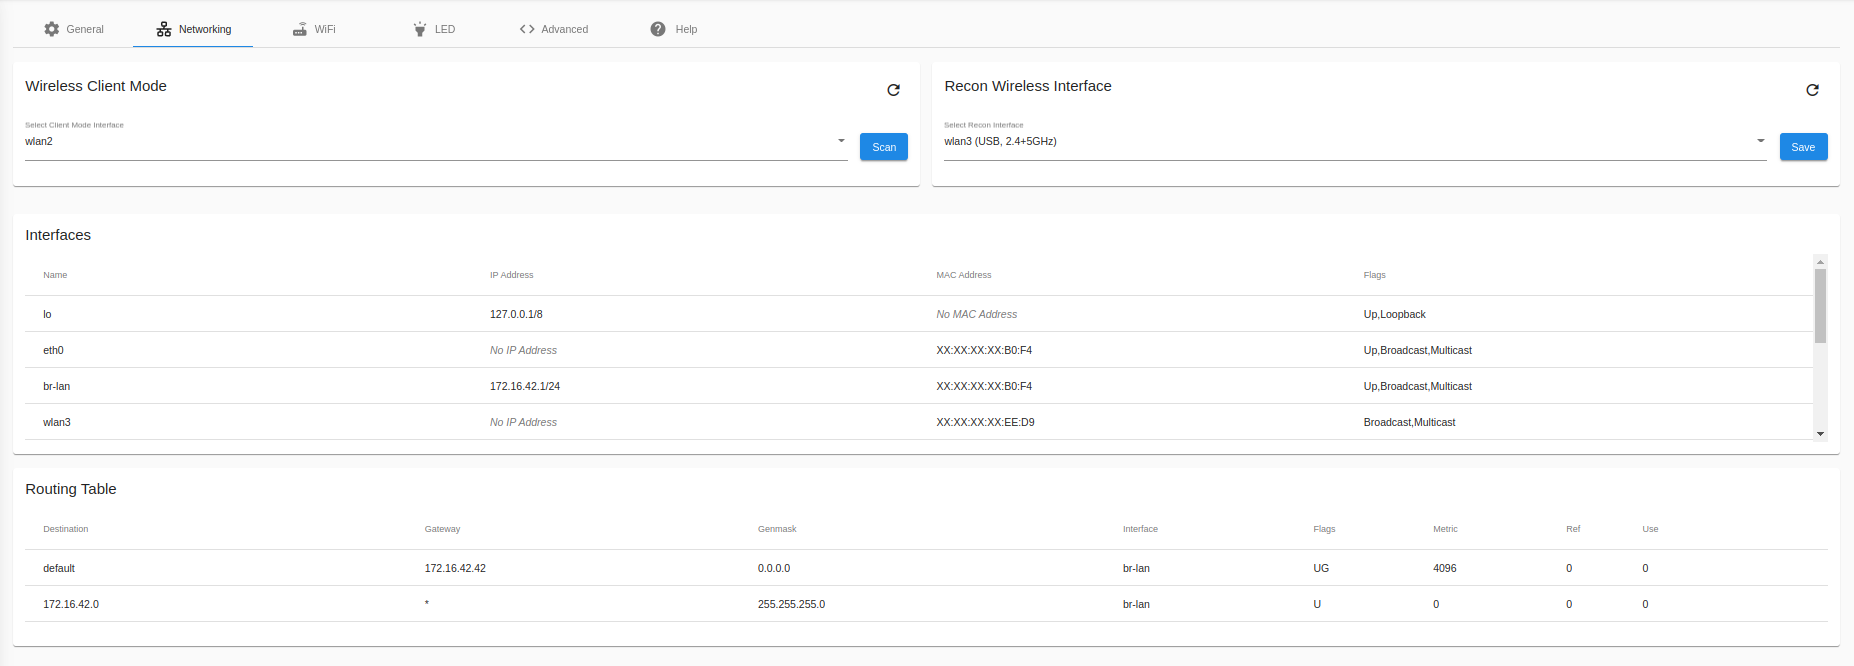 General Networking WiFi LED Advanced Help
Wireless Client Mode
Select Client Mode Interface
wlan2
Scan
Recon Wireless Interface
Select Recon Interface
wlan3 (USB, 2.4+5GHz)
Save
Interfaces
Name IP Address MAC Address Flags
lo 127.0.0.1/8 No MAC Address Up,Loopback
eth0 No IP Address XX:XX:XX:XX:B0:F4 Up,Broadcast,Multicast
br-lan 172.16.42.1/24 XX:XX:XX:XX:B0:F4 Up,Broadcast,Multicast
wlan3 No IP Address XX:XX:XX:XX:EE:D9 Broadcast,Multicast
Routing Table
Destination Gateway Genmask Interface Flags Metric Ref Use
default 172.16.42.42 0.0.0.0 br-lan UG 4096 0 0
172.16.42.0 * 255.255.255.0 br-lan U 0 0 0